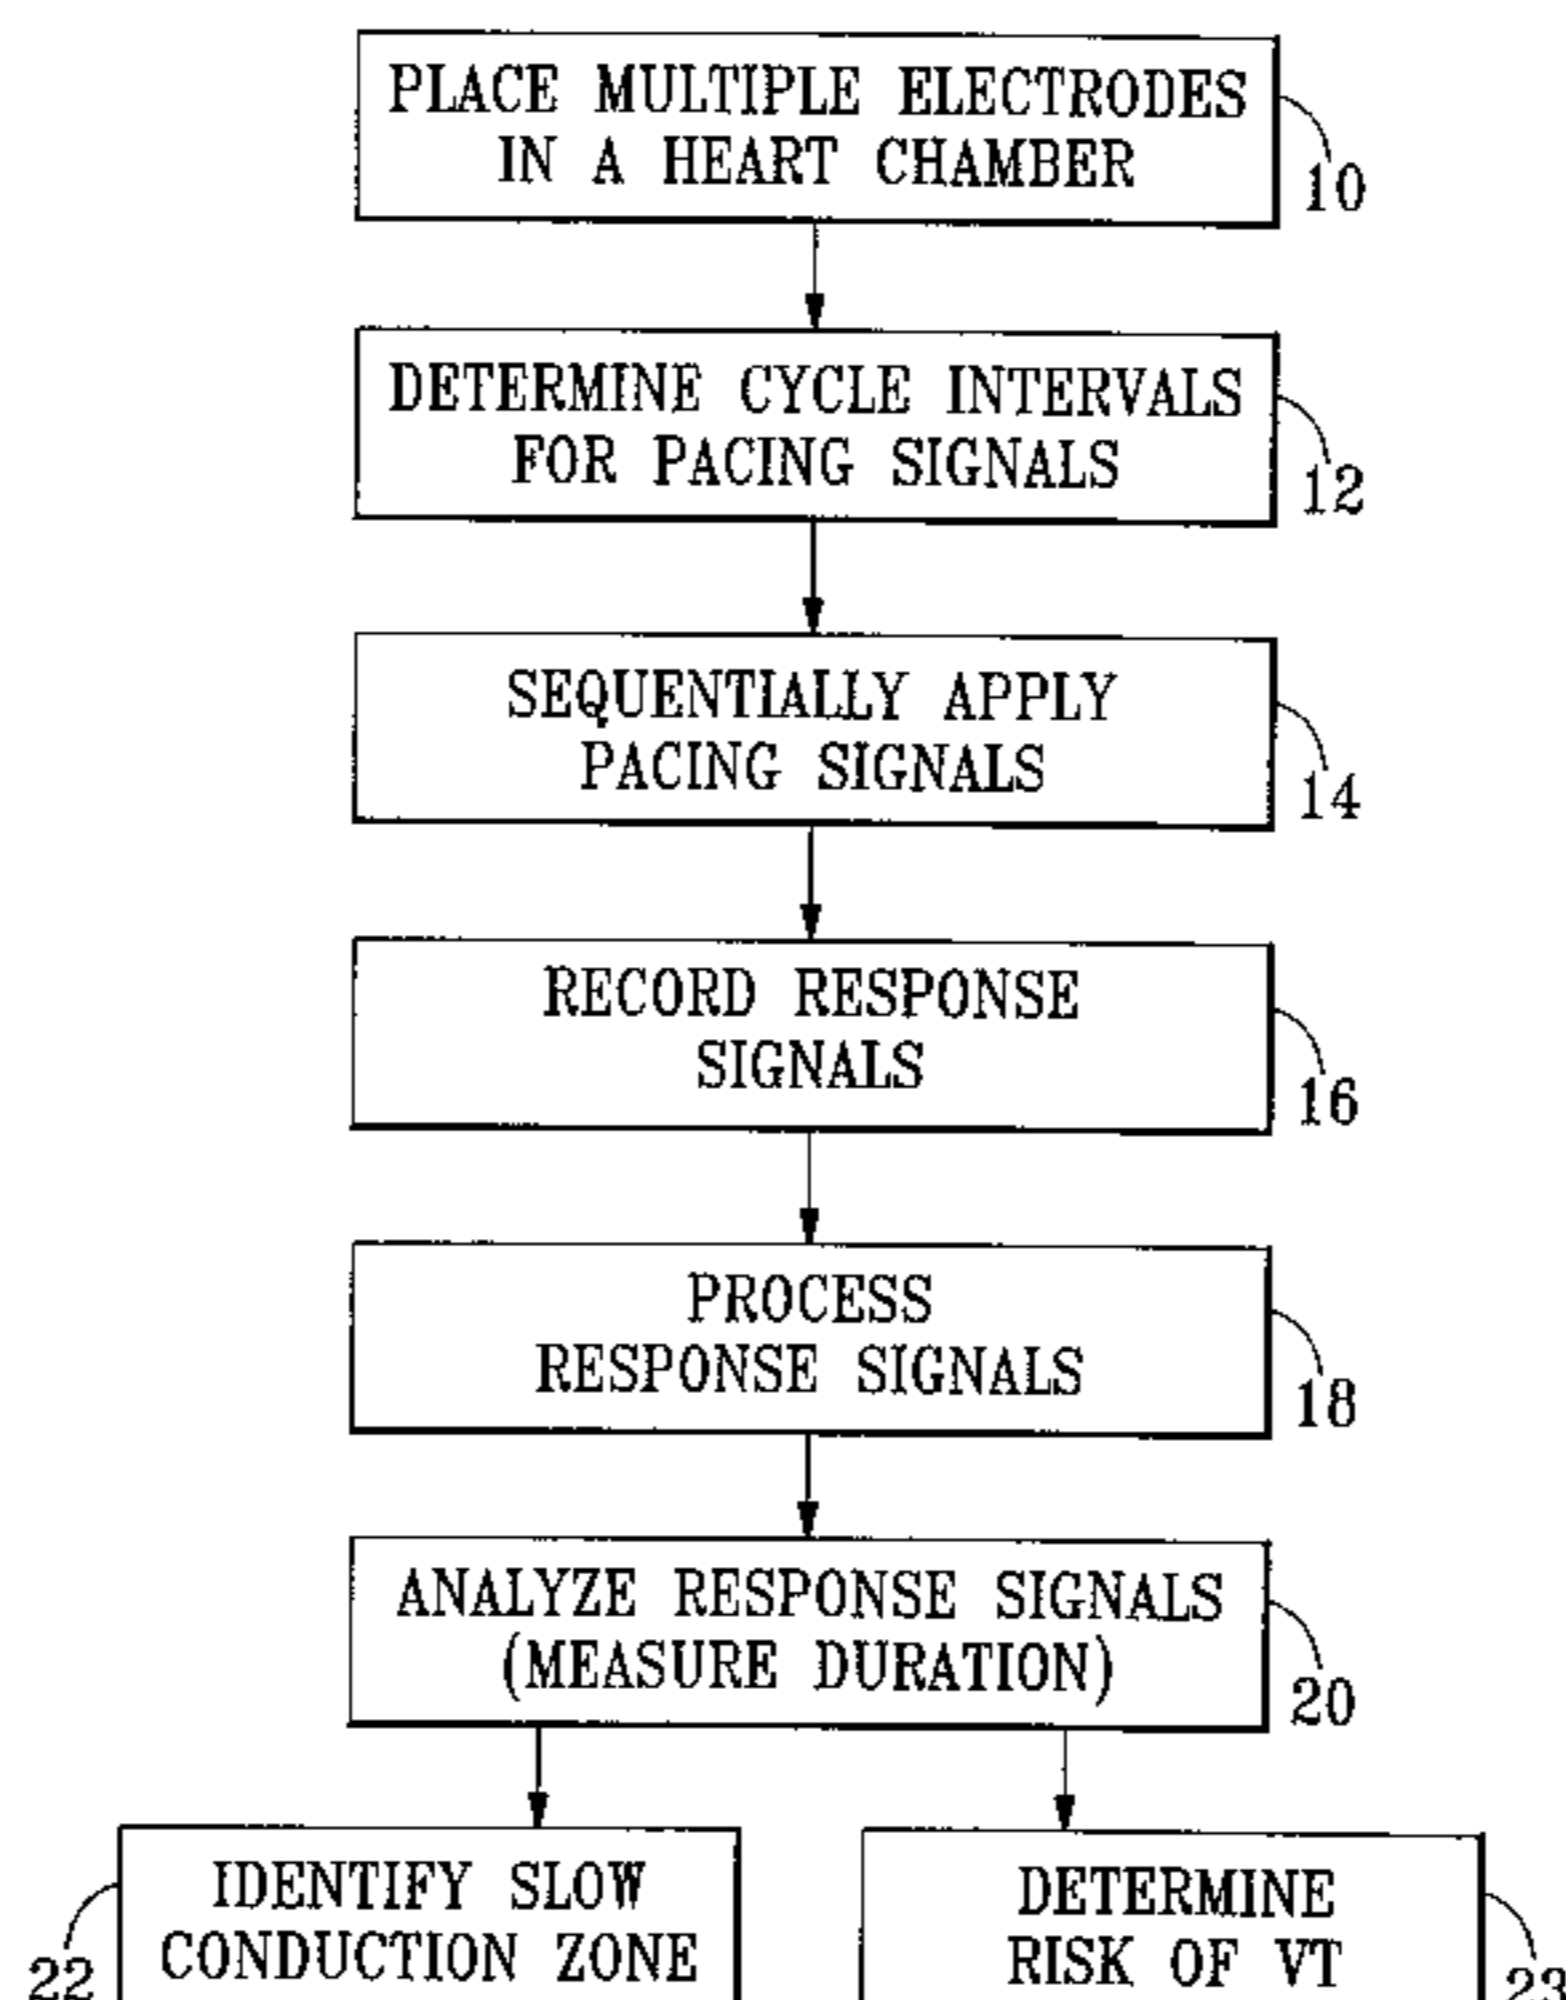 PLACE MULTIPLE ELECTRODES
IN A HEART CHAMBER
10
DETERMINE CYCLE INTERVALS
FOR PACING SIGNALS
12
SEQUENTIALLY APPLY
PACING SIGNALS
14
RECORD RESPONSE
SIGNALS
16
PROCESS
RESPONSE SIGNALS
18
ANALYZE RESPONSE SIGNALS
(MEASURE DURATION)
20
IDENTIFY SLOW
CONDUCTION ZONE
22
DETERMINE
RISK OF VT
23